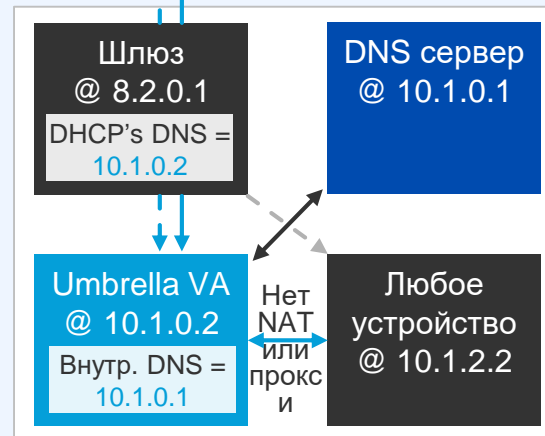 Шлюз
@ 8.2.0.1
DHCP's DNS =
10.1.0.2
DNS сервер
@ 10.1.0.1
Umbrella VA
@ 10.1.0.2
Внутр. DNS =
10.1.0.1
Нет
NAT
или
прокс
и
Любое
устройство
@ 10.1.2.2